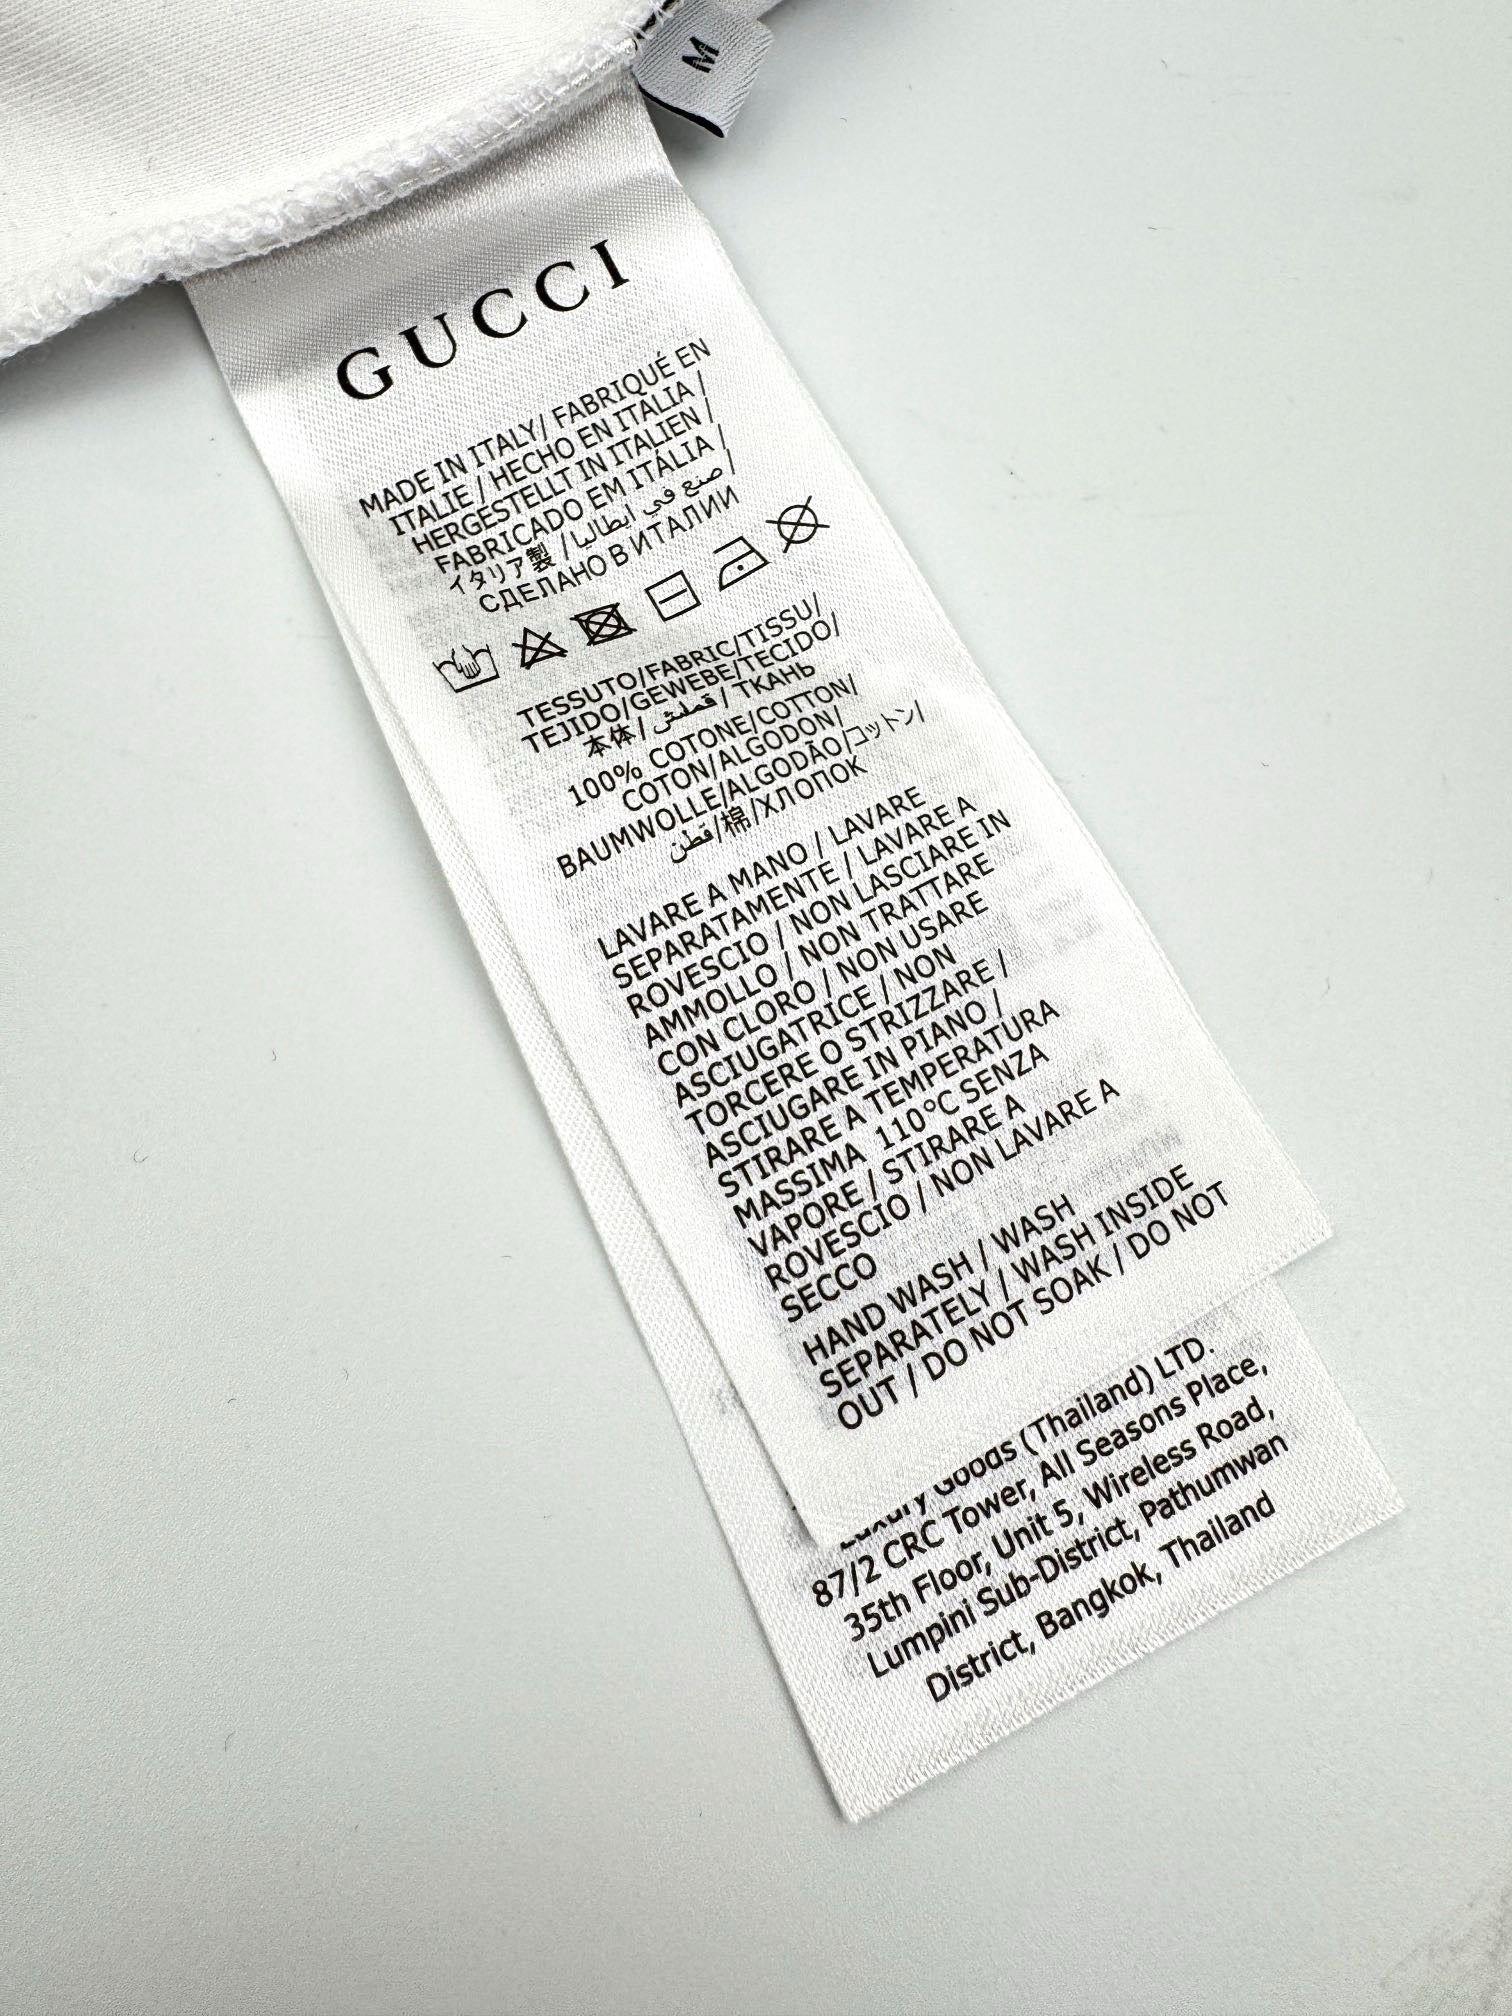 M
GUCCI
MADE IN ITALY/ FABRIQUÉ EN
ITALIE / HECHO EN ITALIA /
HERGESTELLT IN ITALIEN /
FABRICADO EM ITÁLIA /
イタリア製 / صنع في ايطاليا /
СДЕЛАНО В ИТАЛИИ
TESSUTO/FABRIC/TISSU/
TEJIDO/GEWEBE/TECIDO/
本体/ قملش / ТКАНЬ
100% COTONE/COTTON/
COTON/ALGODON/
BAUMWOLLE/ALGODÃO/コットン/
قطن/棉/ХЛОПОК
LAVARE A MANO / LAVARE
SEPARATAMENTE / LAVARE A
ROVESCIO / NON LASCIARE IN
AMMOLLO / NON TRATTARE
CON CLORO / NON USARE
ASCIUGATRICE / NON
TORCERE O STRIZZARE /
ASCIUGARE IN PIANO /
STIRARE A TEMPERATURA
MASSIMA 110°C SENZA
VAPORE / STIRARE A
ROVESCIO / NON LAVARE A
SECCO
HAND WASH / WASH
SEPARATELY / WASH INSIDE
OUT / DO NOT SOAK / DO NOT
Luxury Goods (Thailand) LTD.
87/2 CRC Tower, All Seasons Place,
35th Floor, Unit 5, Wireless Road,
Lumpini Sub-District, Pathumwan
District, Bangkok, Thailand